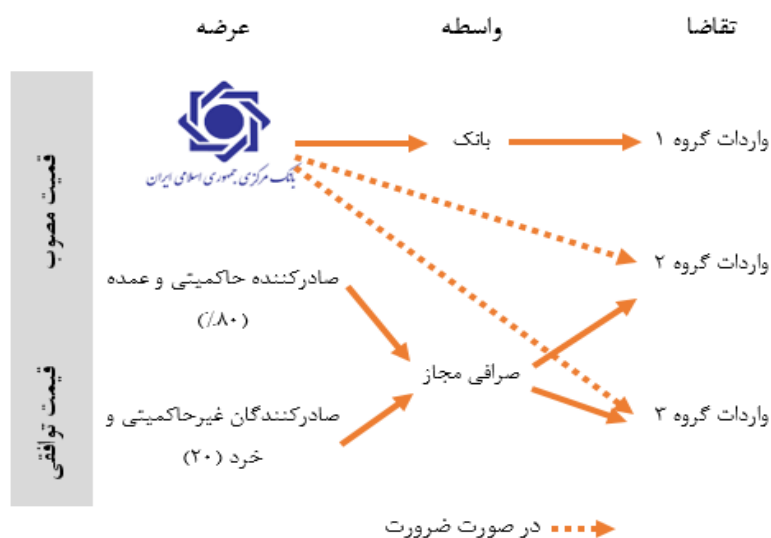 تقاضا
واسطه
عرضه
قمیت مصوب
قیمت توافقی
بانک مرکزی جمهوری اسلامی ایران
بانک
واردات گروه ۱
واردات گروه ۲
صادرکننده حاکمیتی و عمده
(۸۰٪)
صرافی مجاز
واردات گروه ۳
صادرکنندگان غیرحاکمیتی و
خرد (۲۰)
در صورت ضرورت